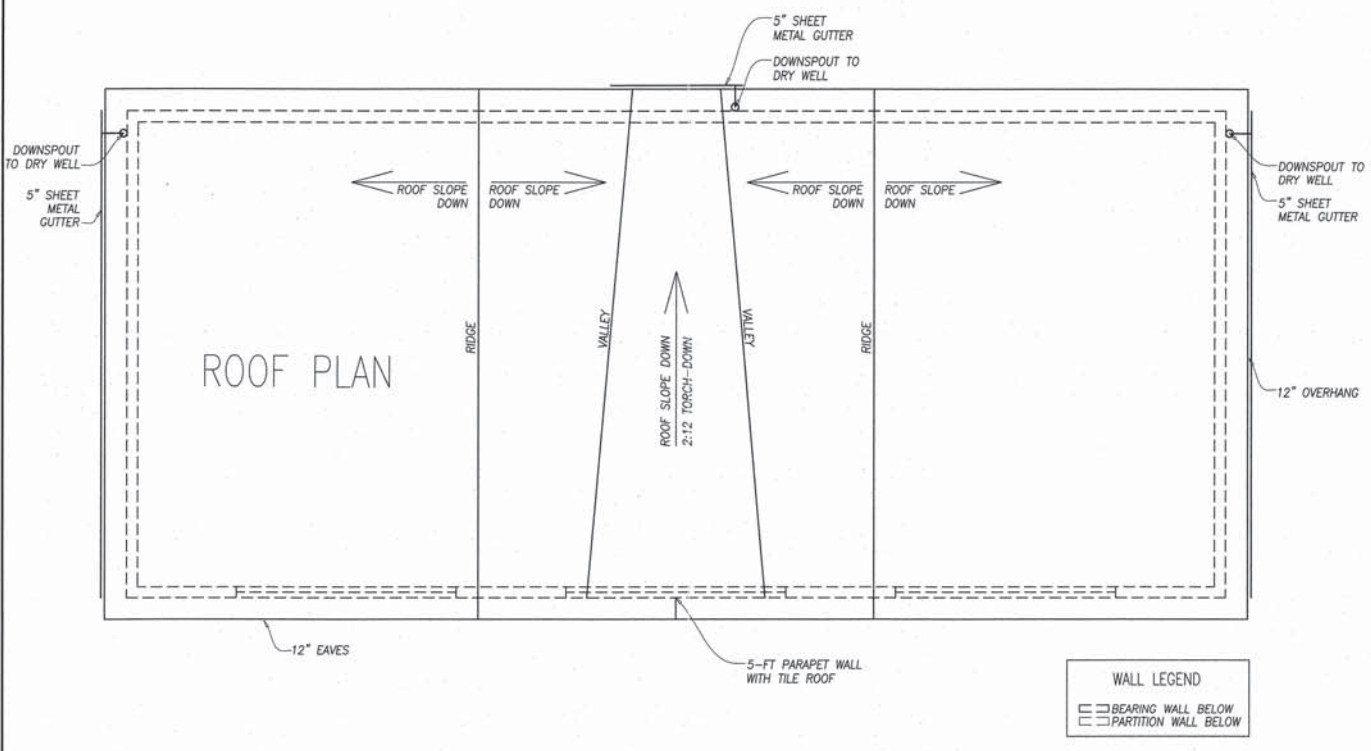 5" SHEET
METAL GUTTER
DOWNSPOUT TO
DRY WELL
DOWNSPOUT
TO DRY WELL
5" SHEET
METAL
GUTTER
ROOF SLOPE
DOWN
ROOF SLOPE
DOWN
ROOF SLOPE
DOWN
ROOF SLOPE
DOWN
DOWNSPOUT TO
DRY WELL
5" SHEET
METAL GUTTER
RIDGE
VALLEY
ROOF SLOPE DOWN
2:12 TORCH-DOWN
VALLEY
RIDGE
ROOF PLAN
12" OVERHANG
12" EAVES
5-FT PARAPET WALL
WITH TILE ROOF
WALL LEGEND
BEARING WALL BELOW
PARTITION WALL BELOW